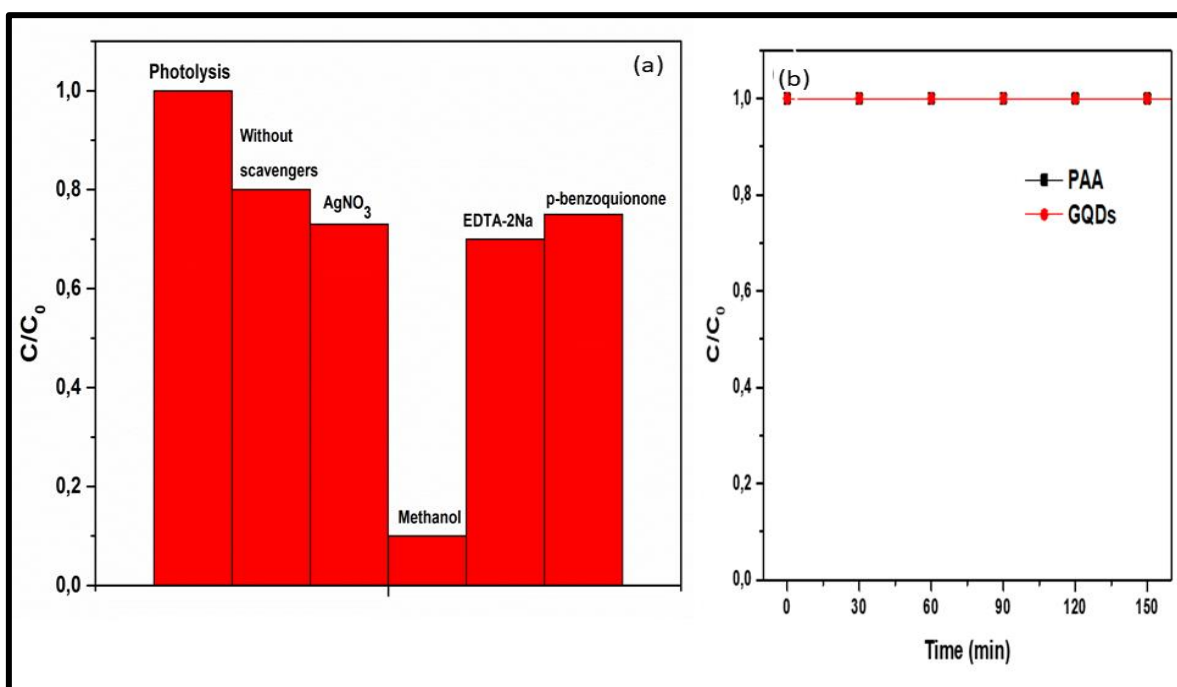 (a)
Photolysis
Without
scavengers
AgNO₃
Methanol
EDTA-2Na
p-benzoquionone
1,0
0,8
0,6
0,4
0,2
0,0
C/C₀
(b)
PAA
GQDs
1,0
0,8
0,6
0,4
0,2
0,0
C/C₀
0 30 60 90 120 150
Time (min)